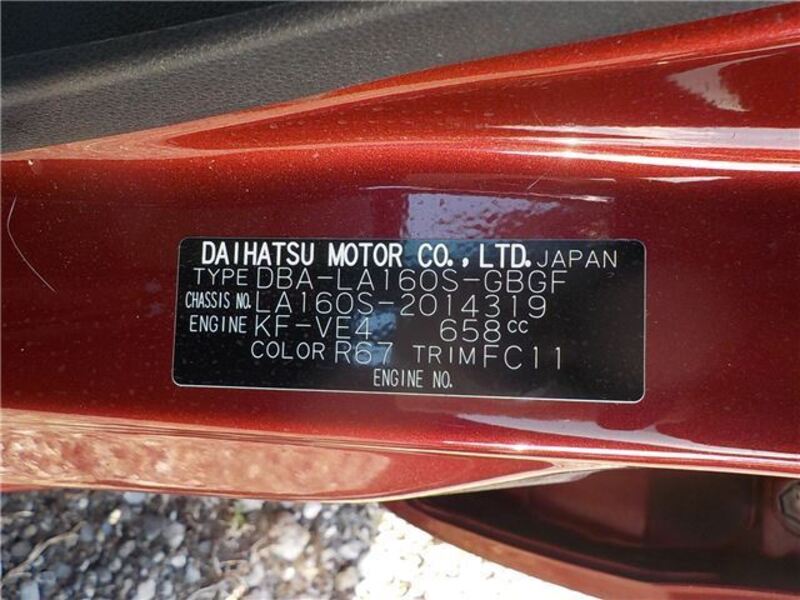 DAIHATSU MOTOR CO., LTD. JAPAN
TYPE DBA-LA160S-GBGF
CHASSIS NO. LA160S-2014319
ENGINE KF-VE4 658cc
COLOR R67 TRIM FC11
ENGINE NO.